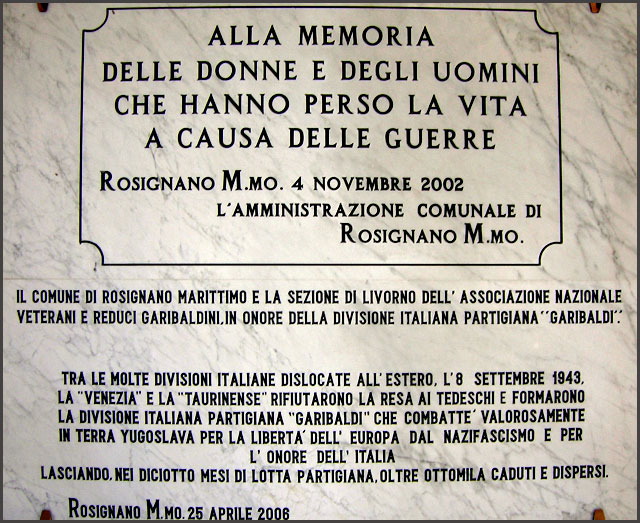 ALLA MEMORIA
DELLE DONNE E DEGLI UOMINI
CHE HANNO PERSO LA VITA
A CAUSA DELLE GUERRE
ROSIGNANO M.MO. 4 NOVEMBRE 2002
L'AMMINISTRAZIONE COMUNALE DI
ROSIGNANO M.MO.
IL COMUNE DI ROSIGNANO MARITTIMO E LA SEZIONE DI LIVORNO DELL' ASSOCIAZIONE NAZIONALE
VETERANI E REDUCI GARIBALDINI, IN ONORE DELLA DIVISIONE ITALIANA PARTIGIANA "GARIBALDI".
TRA LE MOLTE DIVISIONI ITALIANE DISLOCATE ALL'ESTERO, L'8 SETTEMBRE 1943,
LA "VENEZIA" E LA "TAURINENSE" RIFIUTARONO LA RESA AI TEDESCHI E FORMARONO
LA DIVISIONE ITALIANA PARTIGIANA "GARIBALDI" CHE COMBATTE' VALOROSAMENTE
IN TERRA YUGOSLAVA PER LA LIBERTA' DELL' EUROPA DAL NAZIFASCISMO E PER
L' ONORE DELL'ITALIA
LASCIANDO, NEI DICIOTTO MESI DI LOTTA PARTIGIANA, OLTRE OTTOMILA CADUTI E DISPERSI.
ROSIGNANO M.MO. 25 APRILE 2006